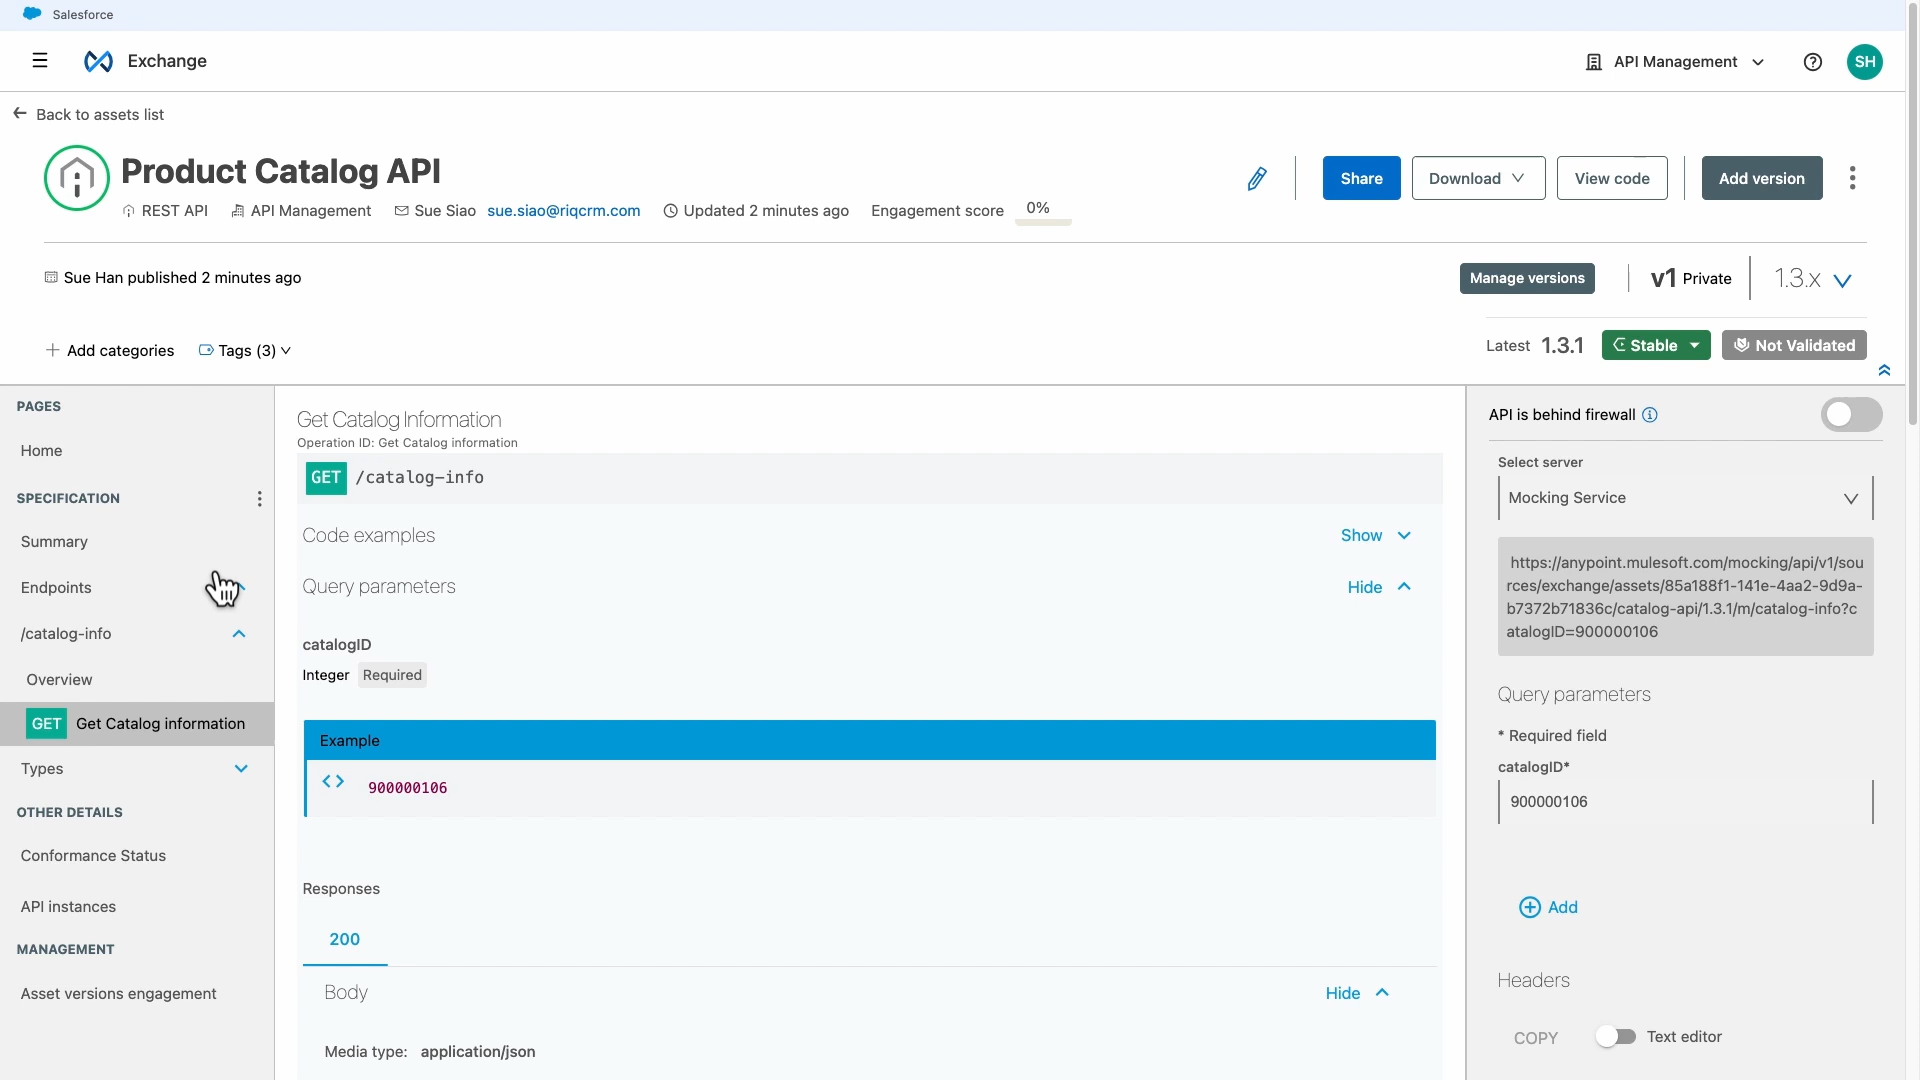 Salesforce
Exchange
API Management
SH
Back to assets list
Product Catalog API
Share
Download
View code
Add version
REST API
API Management
Sue Siao
sue.siao@riqcrm.com
Updated 2 minutes ago
Engagement score
0%
Sue Han published 2 minutes ago
Manage versions
v1 Private
1.3.x
Add categories
Tags (3)
Latest 1.3.1
Stable
Not Validated
PAGES
Home
SPECIFICATION
Summary
Endpoints
/catalog-info
Overview
GET Get Catalog information
Types
OTHER DETAILS
Conformance Status
API instances
MANAGEMENT
Asset versions engagement
Get Catalog Information
Operation ID: Get Catalog information
GET /catalog-info
Code examples
Show
Query parameters
Hide
catalogID
Integer Required
Example
<> 900000106
Responses
200
Body
Hide
Media type: application/json
API is behind firewall
Select server
Mocking Service
https://anypoint.mulesoft.com/mocking/api/v1/sou
rces/exchange/assets/85a188f1-141e-4aa2-9d9a-
b7372b71836c/catalog-api/1.3.1/m/catalog-info?c
atalogID=900000106
Query parameters
* Required field
catalogID*
900000106
Add
Headers
COPY
Text editor